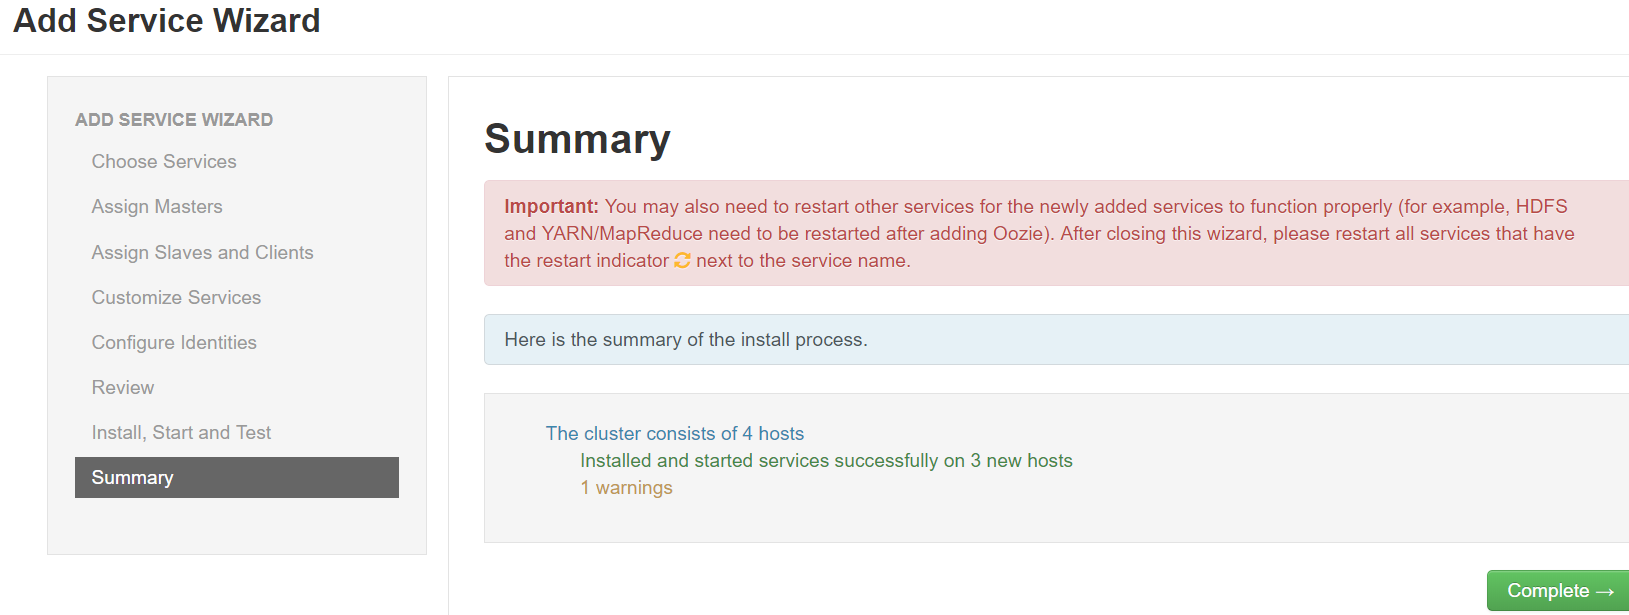 Add Service Wizard
ADD SERVICE WIZARD
Choose Services
Assign Masters
Assign Slaves and Clients
Customize Services
Configure Identities
Review
Install, Start and Test
Summary
Summary
Important: You may also need to restart other services for the newly added services to function properly (for example, HDFS
and YARN/MapReduce need to be restarted after adding Oozie). After closing this wizard, please restart all services that have
the restart indicator next to the service name.
Here is the summary of the install process.
The cluster consists of 4 hosts
Installed and started services successfully on 3 new hosts
1 warnings
Complete →